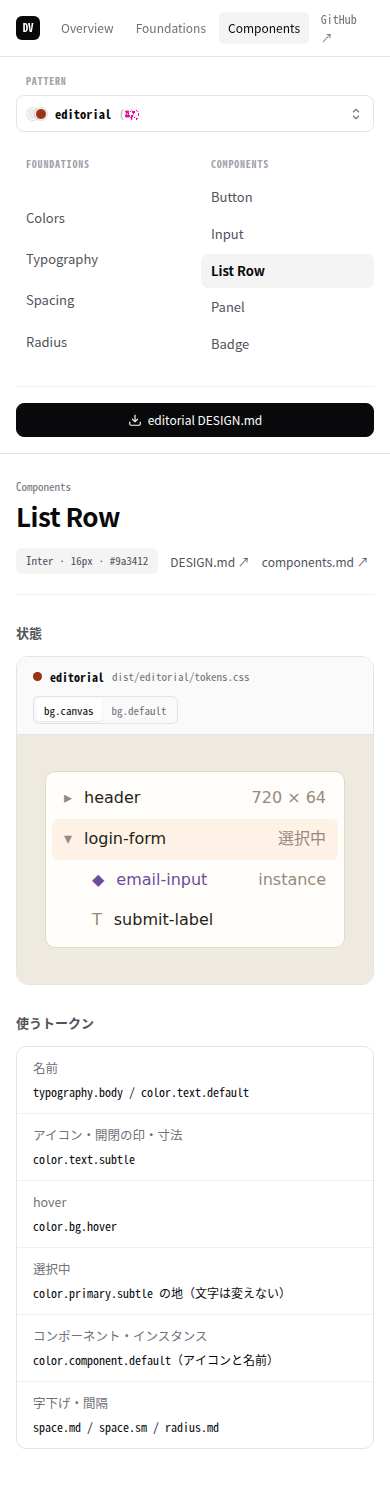 DV Overview Foundations Components GitHub ↗
PATTERN
editorial
FOUNDATIONS
Colors
Typography
Spacing
Radius
COMPONENTS
Button
Input
List Row
Panel
Badge
editorial DESIGN.md
Components
List Row
Inter · 16px · #9a3412 DESIGN.md ↗ components.md ↗
状態
editorial dist/editorial/tokens.css
bg.canvas bg.default
▸ header 720 × 64
▾ login-form 選択中
◆ email-input instance
T submit-label
使うトークン
名前
typography.body / color.text.default
アイコン・開閉の印・寸法
color.text.subtle
hover
color.bg.hover
選択中
color.primary.subtle の地（文字は変えない）
コンポーネント・インスタンス
color.component.default（アイコンと名前）
字下げ・間隔
space.md / space.sm / radius.md